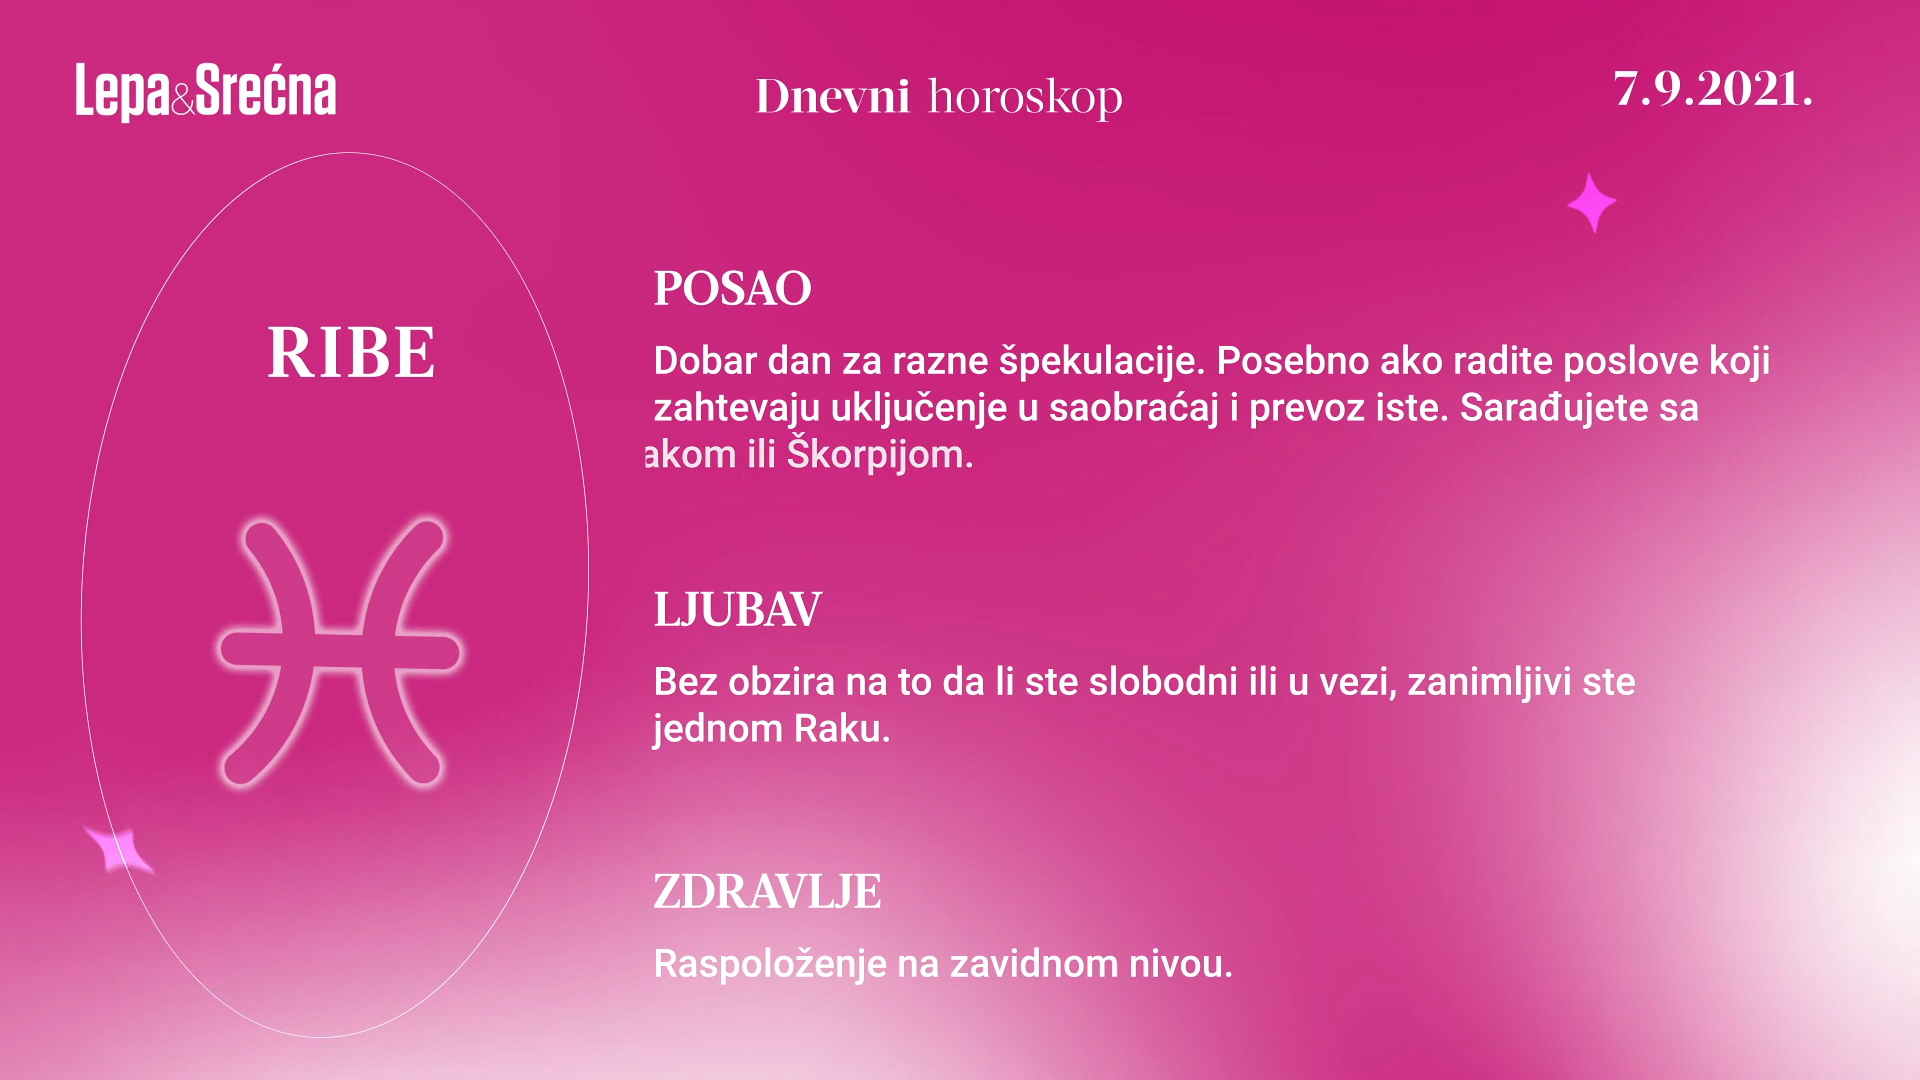 Lepa&Srećna
Dnevni horoskop
7.9.2021.
RIBE
POSAO
Dobar dan za razne špekulacije. Posebno ako radite poslove koji
zahtevaju uključenje u saobraćaj i prevoz iste. Sarađujete sa
akom ili Škorpijom.
LJUBAV
Bez obzira na to da li ste slobodni ili u vezi, zanimljivi ste
jednom Raku.
ZDRAVLJE
Raspoloženje na zavidnom nivou.